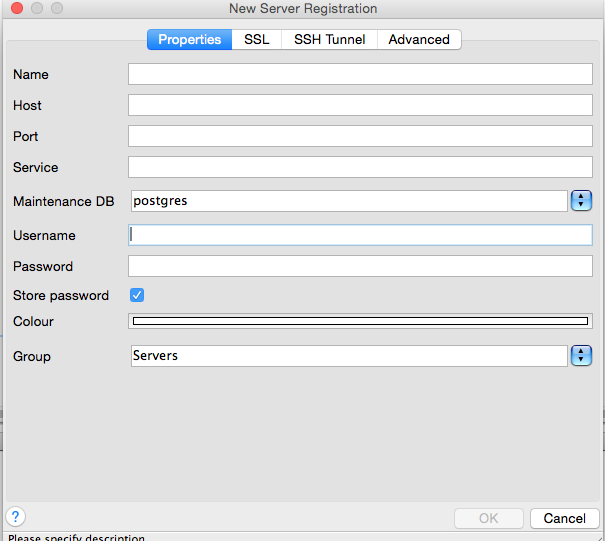 New Server Registration
Properties SSL SSH Tunnel Advanced
Name
Host
Port
Service
Maintenance DB postgres
Username
Password
Store password
Colour
Group Servers
? OK Cancel
Please specify description